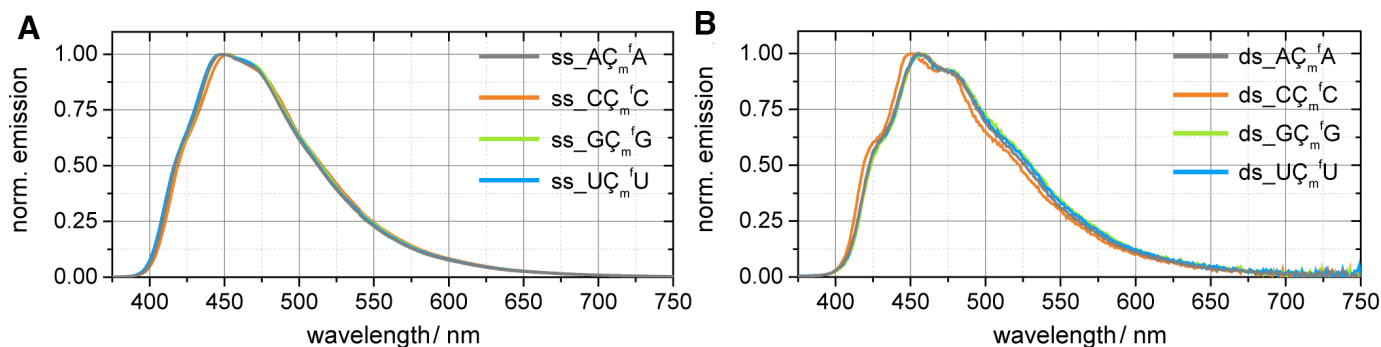 A
norm. emission
1.00
0.75
0.50
0.25
0.00
400 450 500 550 600 650 700 750
wavelength/ nm
ss_AÇₘᶠA
ss_CÇₘᶠC
ss_GÇₘᶠG
ss_UÇₘᶠU
B
norm. emission
1.00
0.75
0.50
0.25
0.00
400 450 500 550 600 650 700 750
wavelength/ nm
ds_AÇₘᶠA
ds_CÇₘᶠC
ds_GÇₘᶠG
ds_UÇₘᶠU